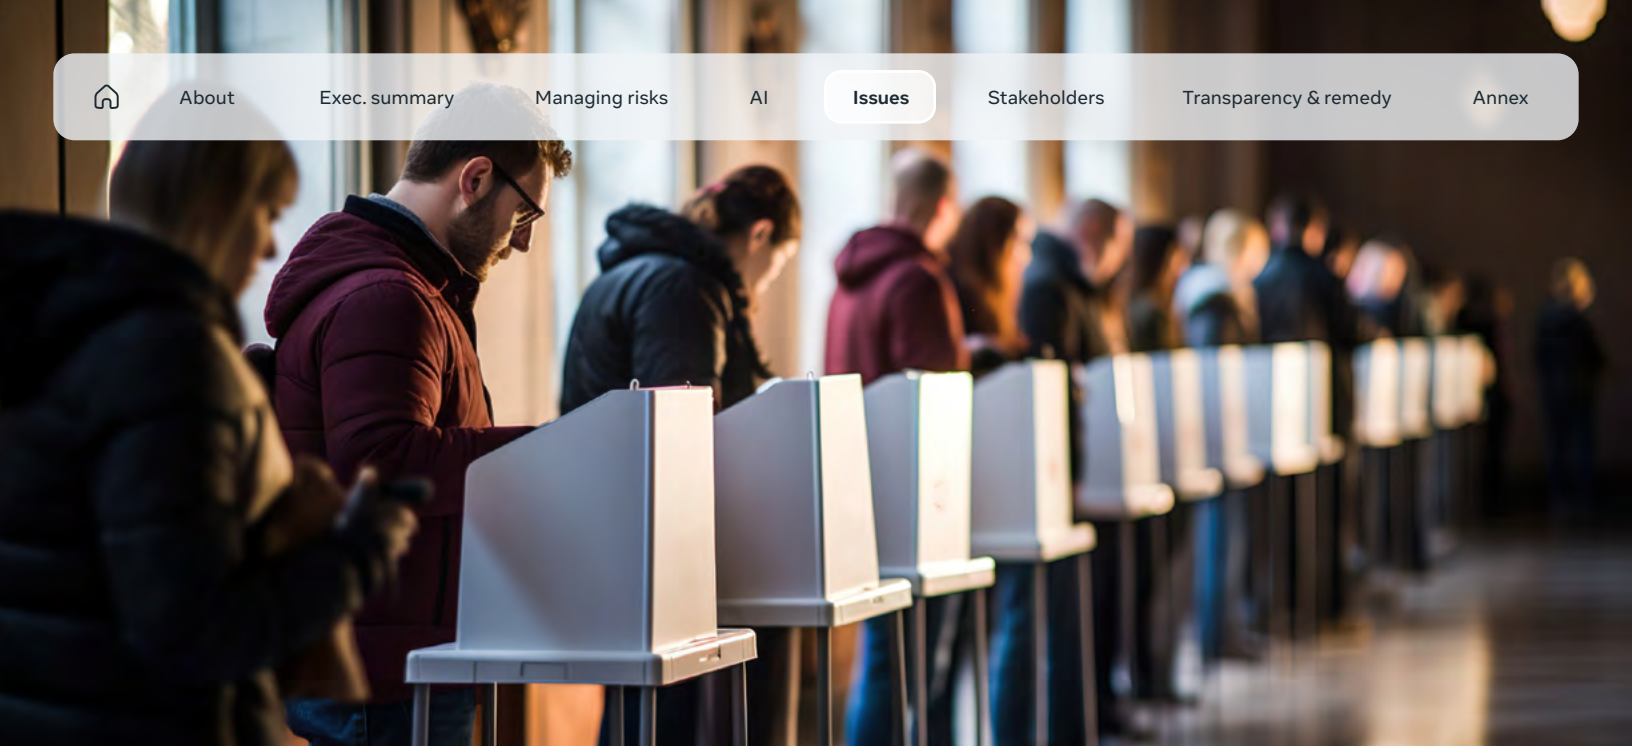 About Exec. summary Managing risks AI Issues Stakeholders Transparency & remedy Annex